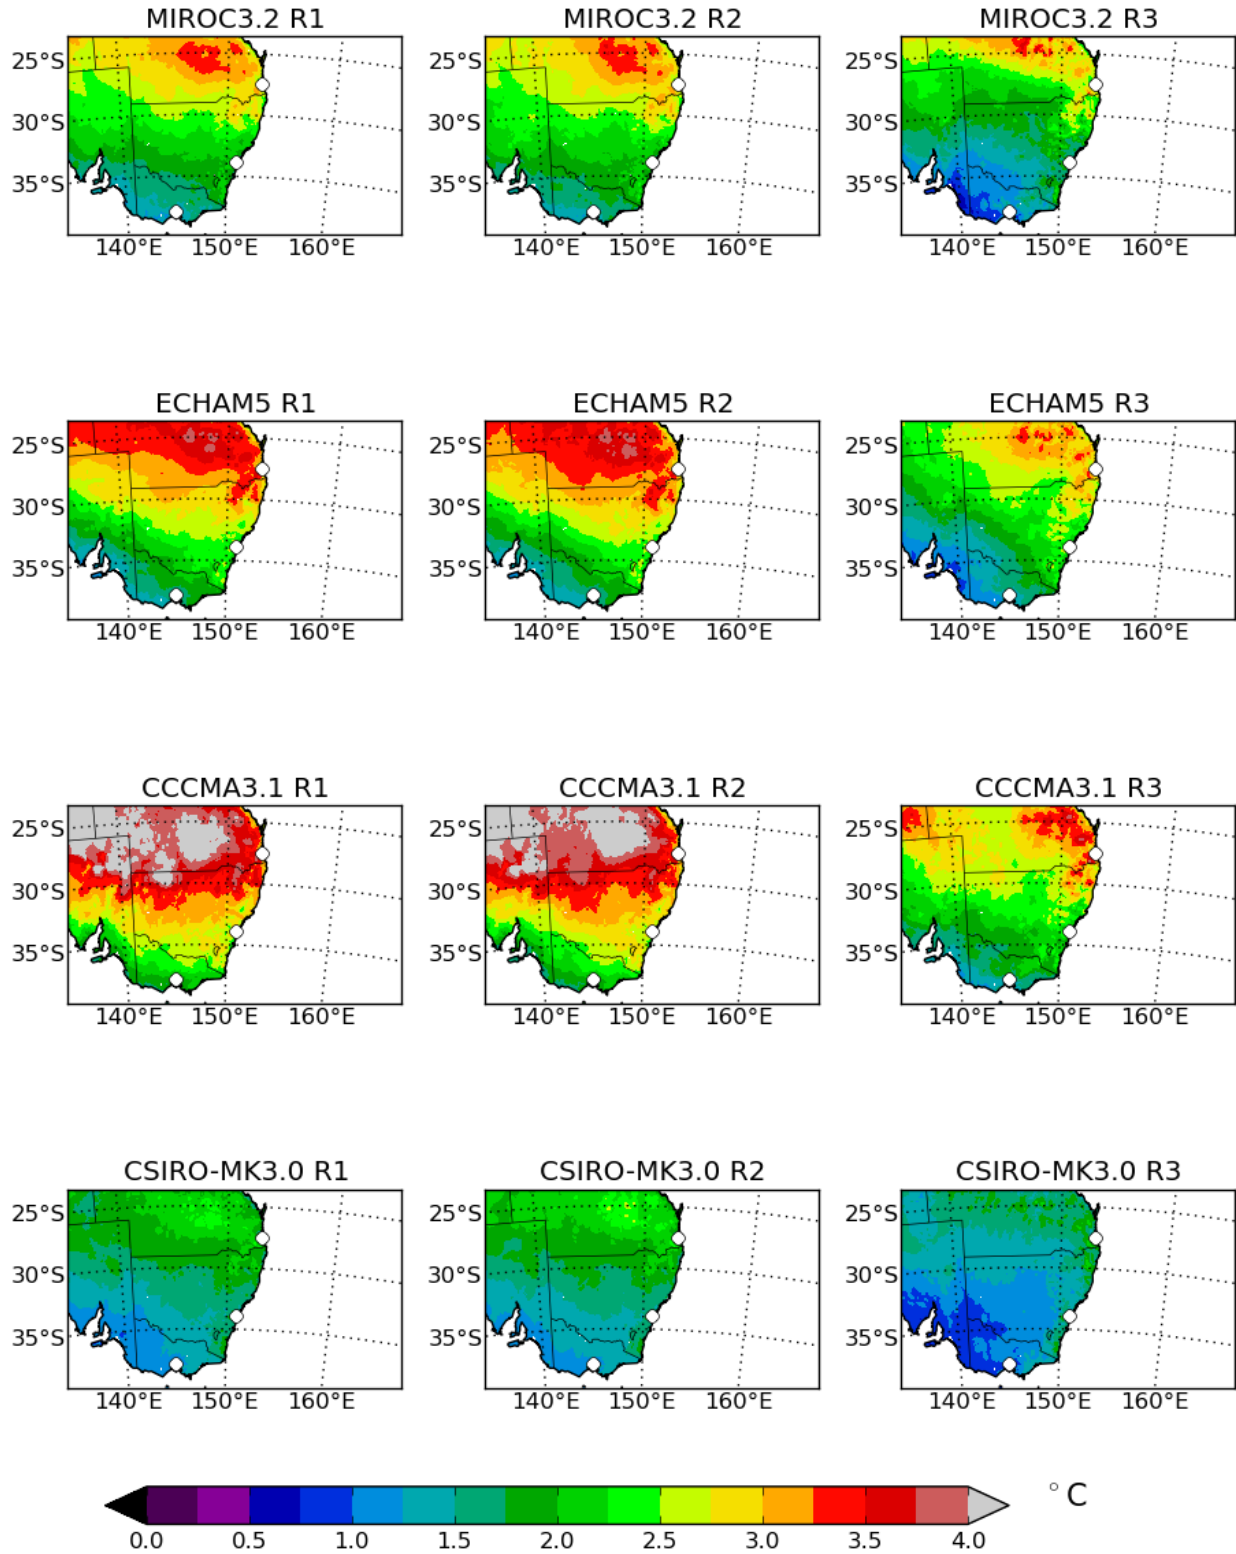 MIROC3.2 R1 MIROC3.2 R2 MIROC3.2 R3
25°S 25°S 25°S
30°S 30°S 30°S
35°S 35°S 35°S
140°E 150°E 160°E 140°E 150°E 160°E 140°E 150°E 160°E
ECHAM5 R1 ECHAM5 R2 ECHAM5 R3
25°S 25°S 25°S
30°S 30°S 30°S
35°S 35°S 35°S
140°E 150°E 160°E 140°E 150°E 160°E 140°E 150°E 160°E
CCCMA3.1 R1 CCCMA3.1 R2 CCCMA3.1 R3
25°S 25°S 25°S
30°S 30°S 30°S
35°S 35°S 35°S
140°E 150°E 160°E 140°E 150°E 160°E 140°E 150°E 160°E
CSIRO-MK3.0 R1 CSIRO-MK3.0 R2 CSIRO-MK3.0 R3
25°S 25°S 25°S
30°S 30°S 30°S
35°S 35°S 35°S
140°E 150°E 160°E 140°E 150°E 160°E 140°E 150°E 160°E
°C
0.0 0.5 1.0 1.5 2.0 2.5 3.0 3.5 4.0